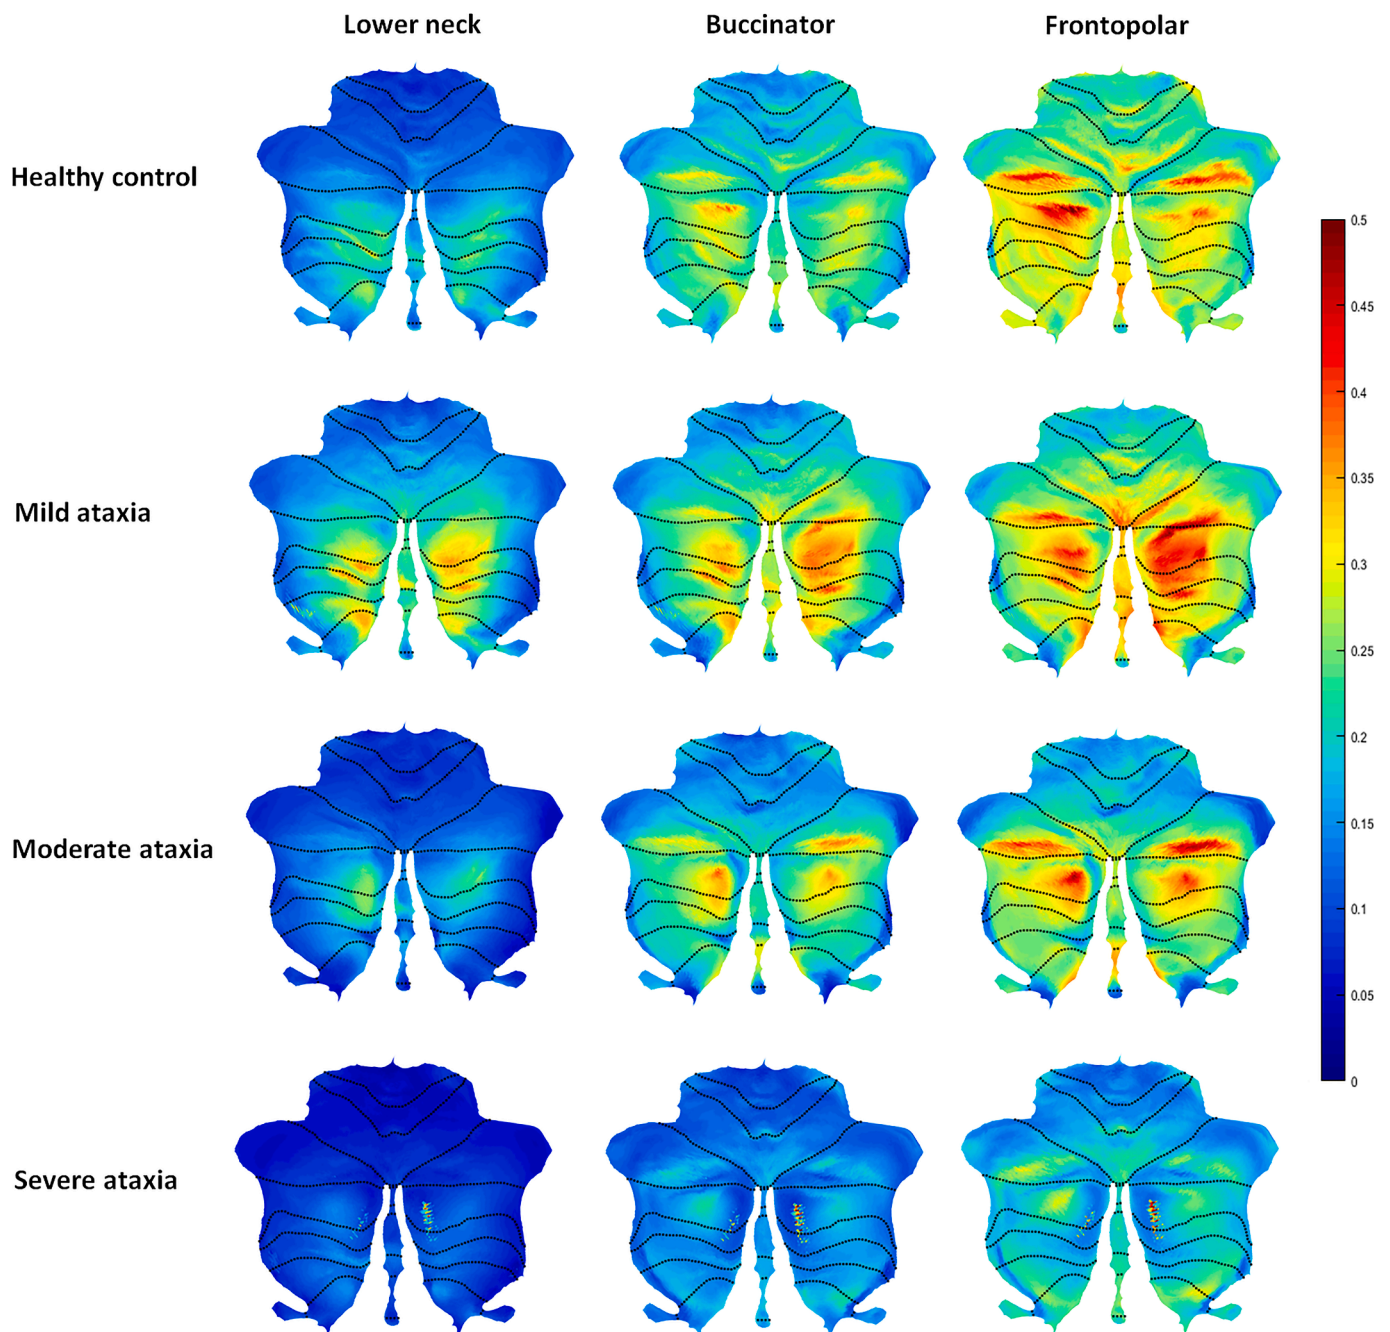 Lower neck Buccinator Frontopolar
Healthy control
0.5
0.45
0.4
Mild ataxia
0.35
0.3
0.25
0.2
Moderate ataxia
0.15
0.1
0.05
0
Severe ataxia